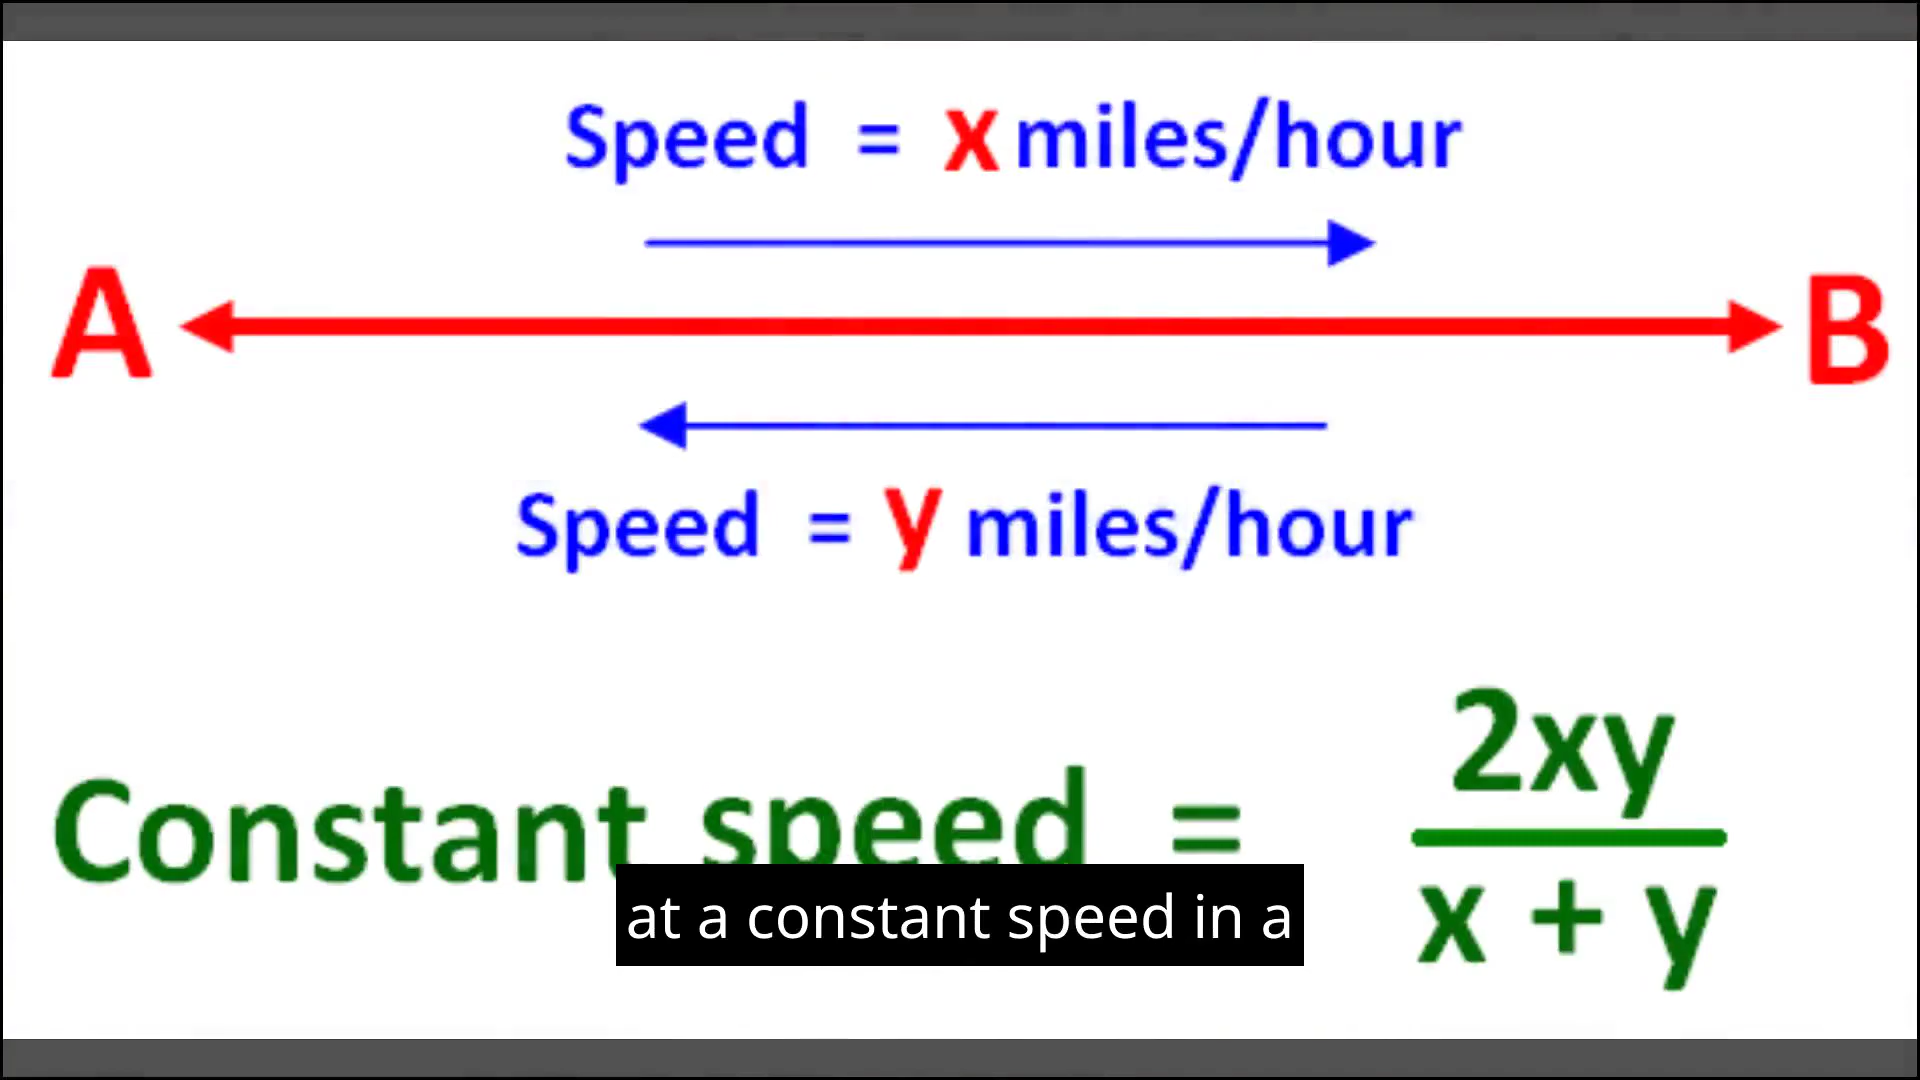 Speed = x miles/hour
A B
Speed = y miles/hour
Constant speed = 2xy
x + y
at a constant speed in a